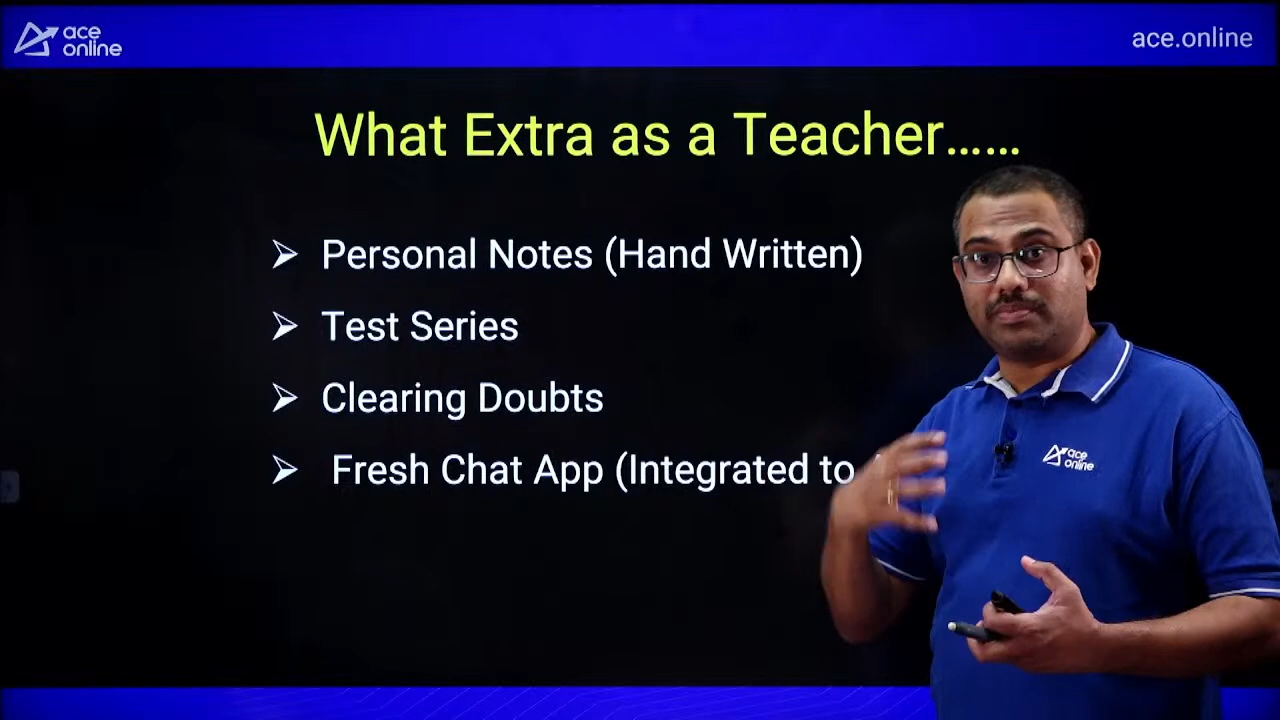 ace
online
ace.online
What Extra as a Teacher......
➢ Personal Notes (Hand Written)
➢ Test Series
➢ Clearing Doubts
➢ Fresh Chat App (Integrated to
ace
online